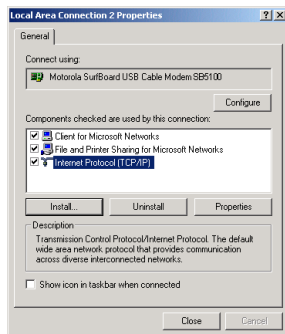 Local Area Connection 2 Properties
General
Connect using:
Motorola SurfBoard USB Cable Modem SB5100
Configure
Components checked are used by this connection:
Client for Microsoft Networks
File and Printer Sharing for Microsoft Networks
Internet Protocol (TCP/IP)
Install...
Uninstall
Properties
Description
Transmission Control Protocol/Internet Protocol. The default
wide area network protocol that provides communication
across diverse interconnected networks.
Show icon in taskbar when connected
Close
Cancel